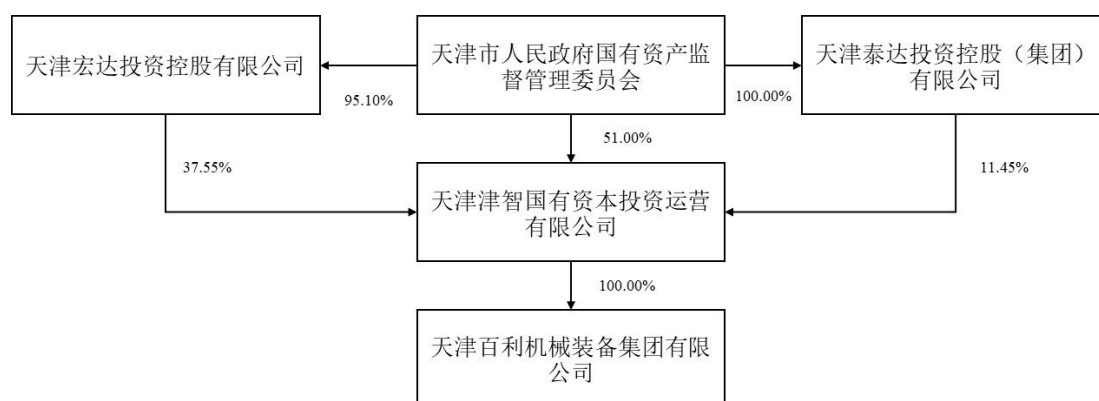 天津宏达投资控股有限公司
天津市人民政府国有资产监
督管理委员会
天津泰达投资控股（集团）
有限公司
95.10%
100.00%
37.55%
51.00%
11.45%
天津津智国有资本投资运营
有限公司
100.00%
天津百利机械装备集团有限
公司